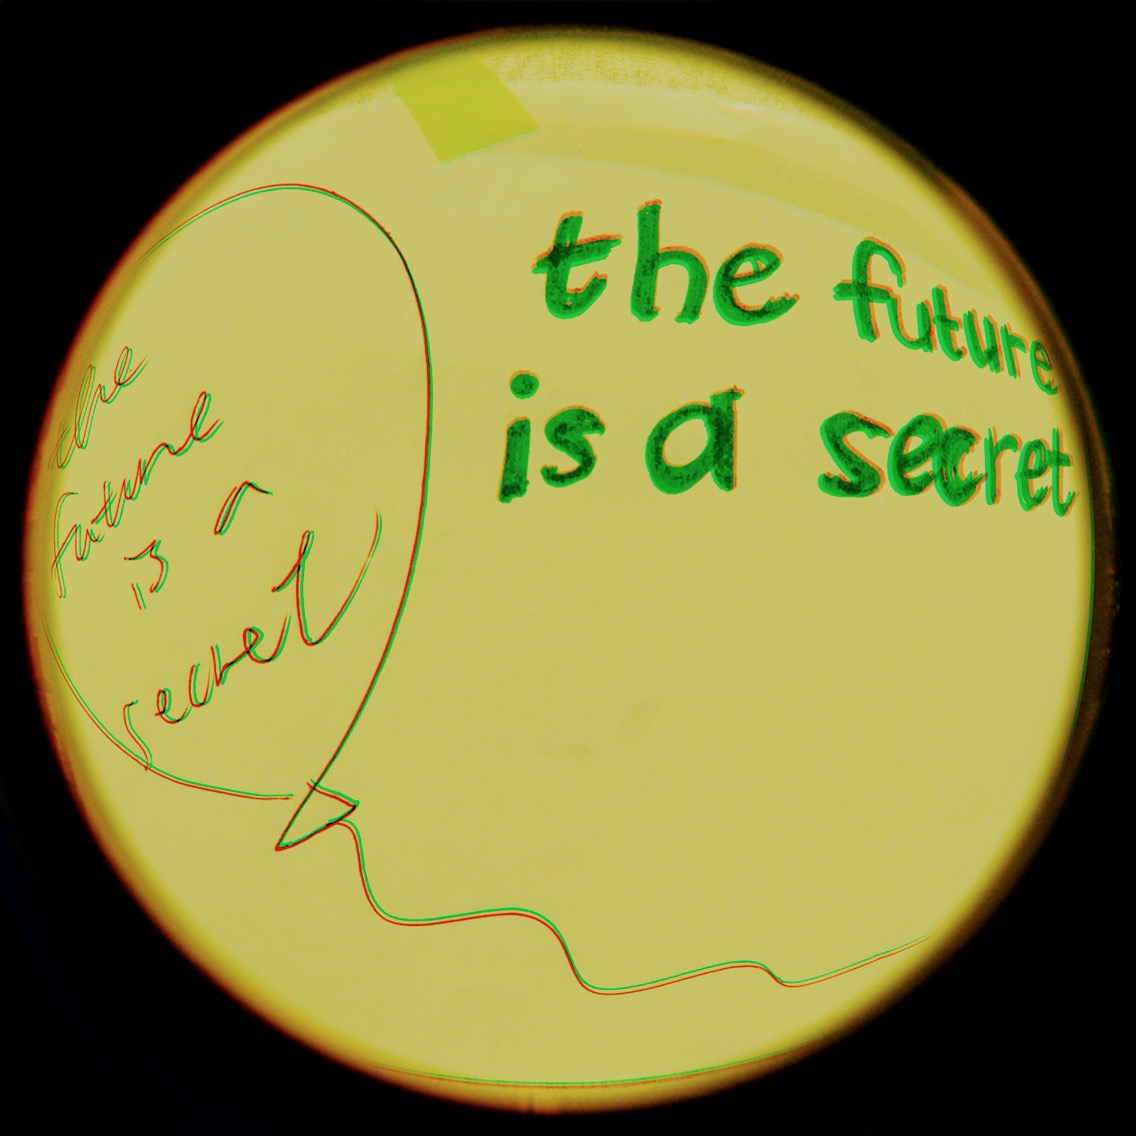 the future
is a secret
the
future
is a
secret